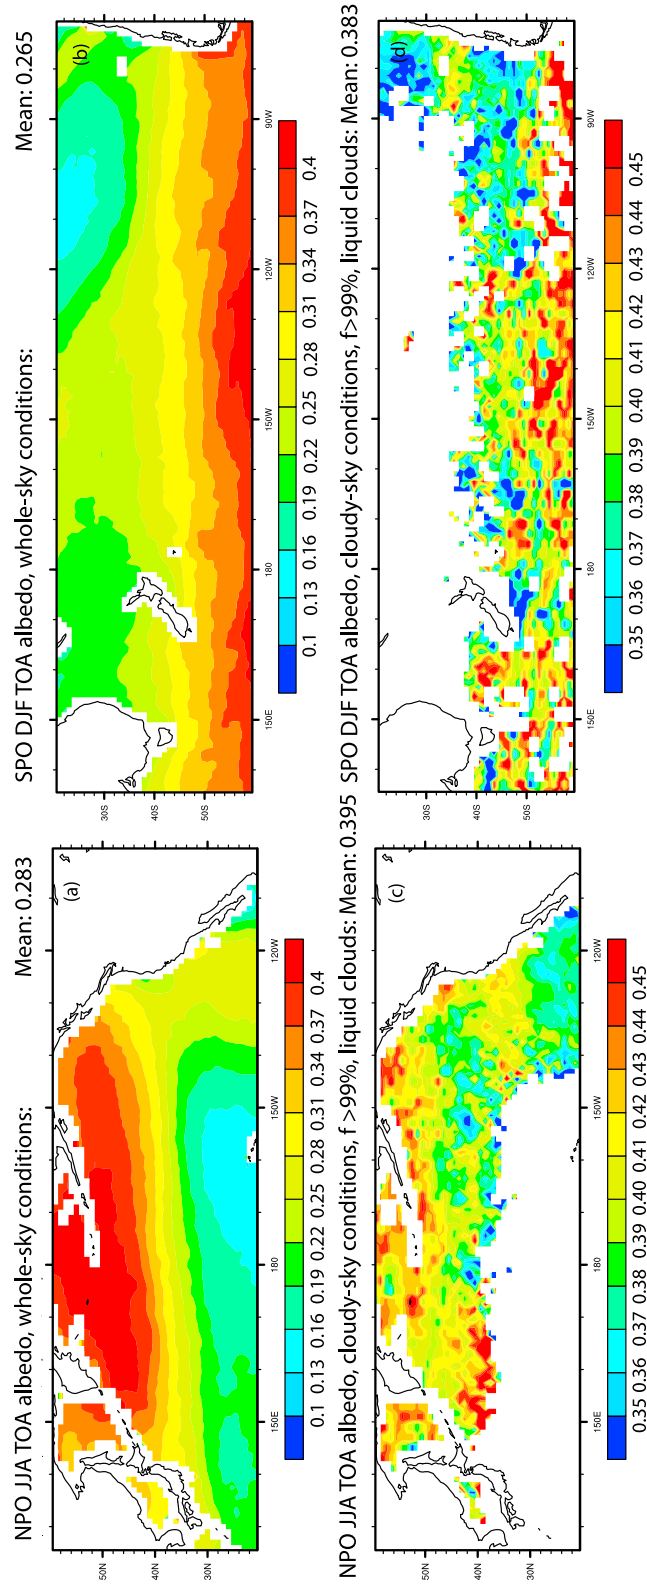 NPO JJA TOA albedo, whole-sky conditions: Mean: 0.283
(a)
50N
40N
30N
150E 180 150W 120W
0.1 0.13 0.16 0.19 0.22 0.25 0.28 0.31 0.34 0.37 0.4
SPO DJF TOA albedo, whole-sky conditions: Mean: 0.265
(b)
30S
40S
50S
150E 180 150W 120W 90W
0.1 0.13 0.16 0.19 0.22 0.25 0.28 0.31 0.34 0.37 0.4
NPO JJA TOA albedo, cloudy-sky conditions, f >99%, liquid clouds: Mean: 0.395
(c)
50N
40N
30N
150E 180 150W 120W
0.35 0.36 0.37 0.38 0.39 0.40 0.41 0.42 0.43 0.44 0.45
SPO DJF TOA albedo, cloudy-sky conditions, f>99%, liquid clouds: Mean: 0.383
(d)
30S
40S
50S
150E 180 150W 120W 90W
0.35 0.36 0.37 0.38 0.39 0.40 0.41 0.42 0.43 0.44 0.45